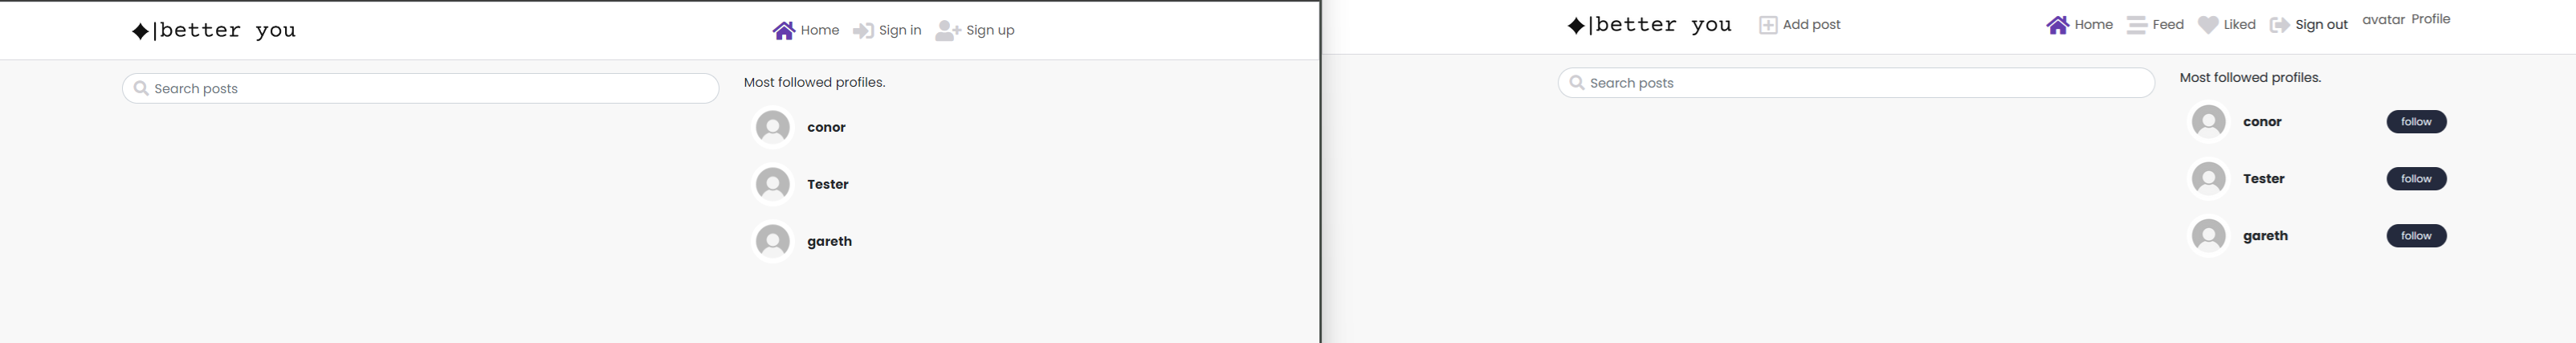 |better you
Home
Sign in
Sign up
Search posts
Most followed profiles.
conor
Tester
gareth
|better you
Add post
Home
Feed
Liked
Sign out
avatar
Profile
Search posts
Most followed profiles.
conor
follow
Tester
follow
gareth
follow